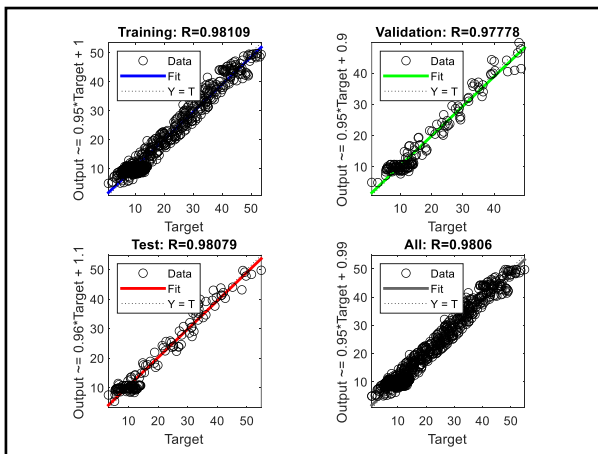 Training: R=0.98109
Output ~= 0.95*Target + 1
50
40
30
20
10
Data
Fit
Y = T
10 20 30 40 50
Target
Validation: R=0.97778
Output ~= 0.95*Target + 0.9
50
40
30
20
10
Data
Fit
Y = T
10 20 30 40
Target
Test: R=0.98079
Output ~= 0.96*Target + 1.1
50
40
30
20
10
Data
Fit
Y = T
10 20 30 40 50
Target
All: R=0.9806
Output ~= 0.95*Target + 0.99
50
40
30
20
10
Data
Fit
Y = T
10 20 30 40 50
Target